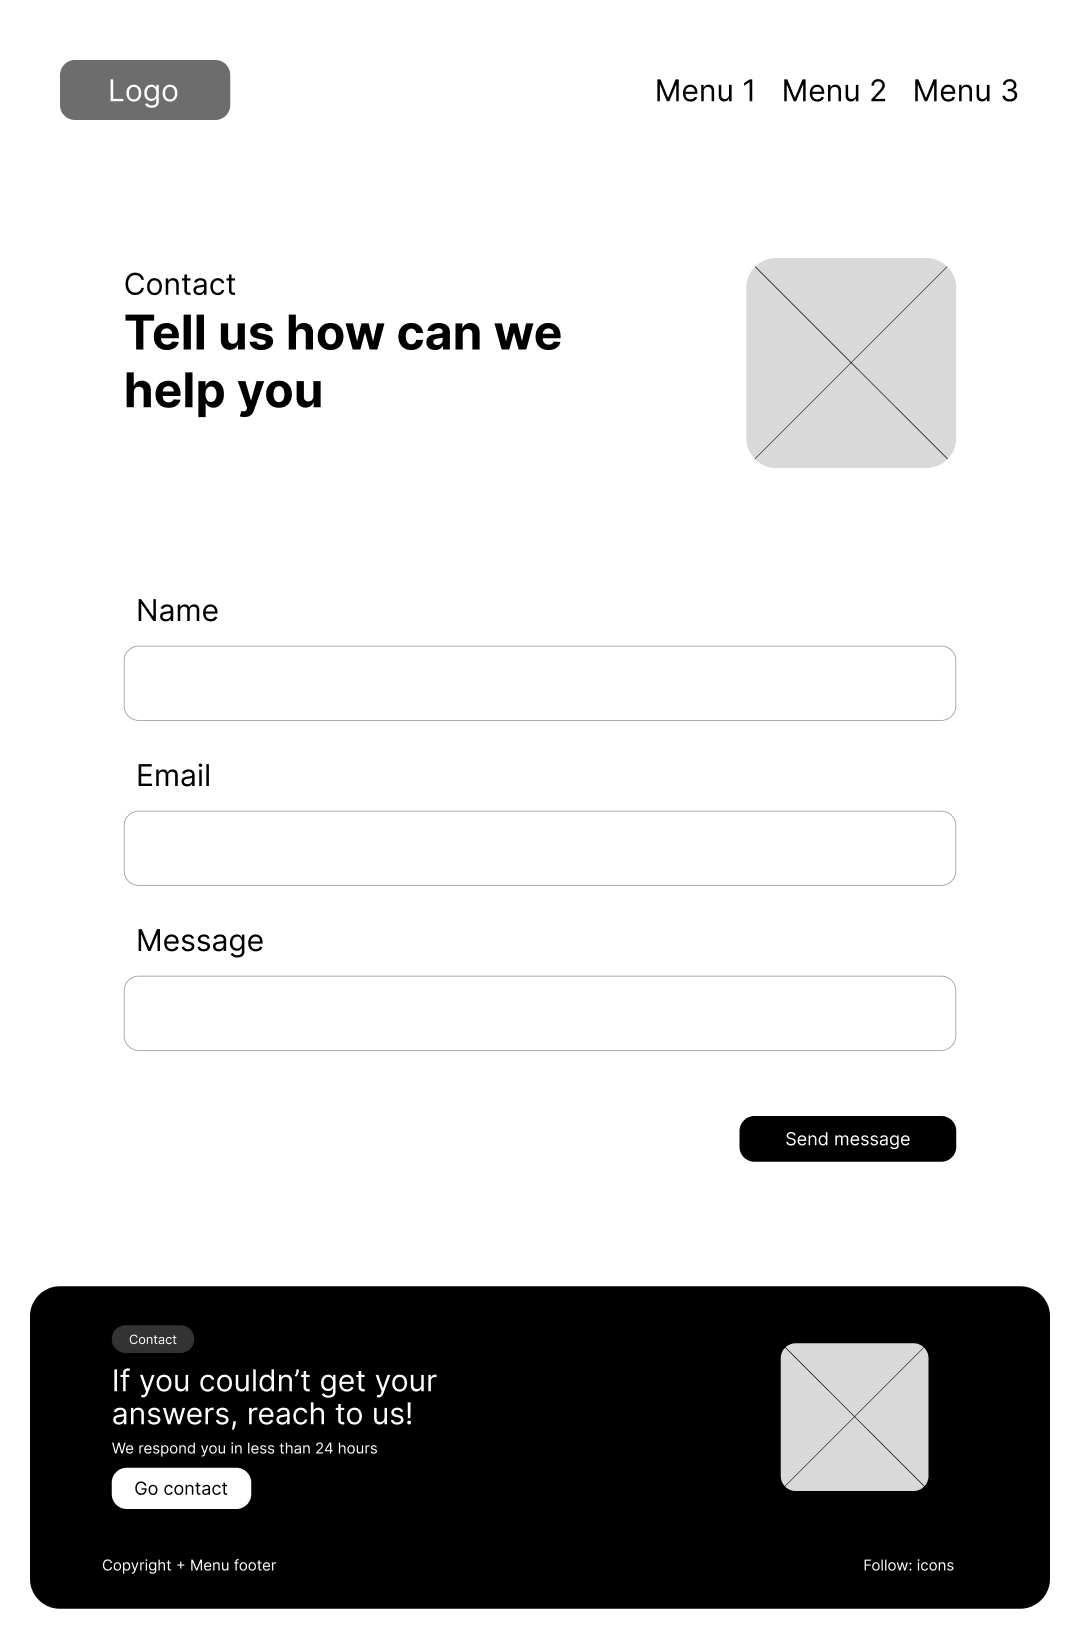 Logo
Menu 1 Menu 2 Menu 3
Contact
Tell us how can we
help you
Name
Email
Message
Send message
Contact
If you couldn’t get your
answers, reach to us!
We respond you in less than 24 hours
Go contact
Copyright + Menu footer
Follow: icons